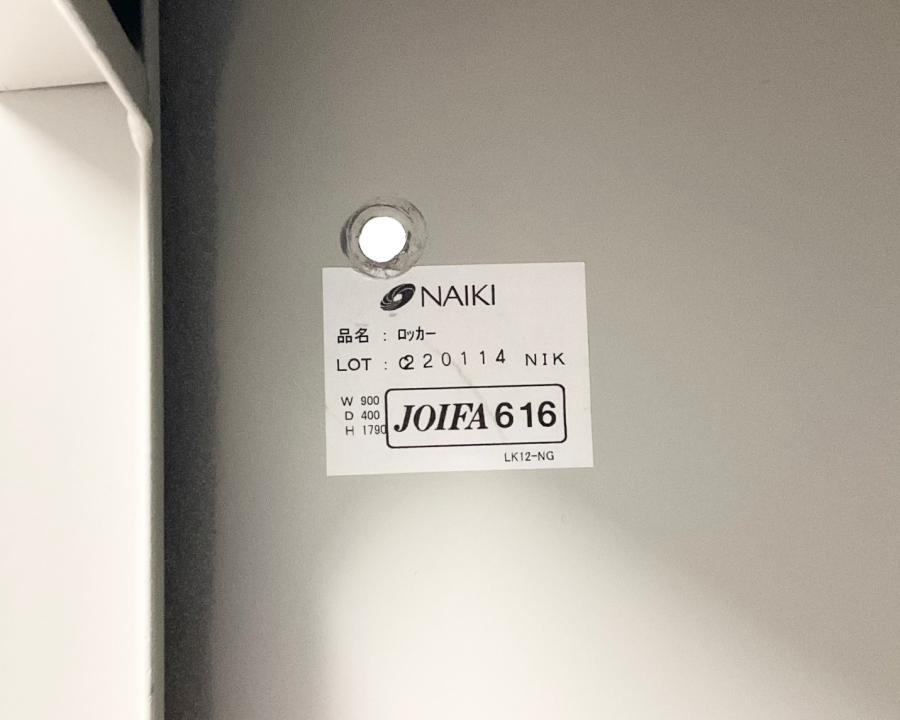 NAIKI
品名 : ロッカー
LOT : 220114 NIK
W 900
D 400
H 1790
JOIFA 616
LK12-NG